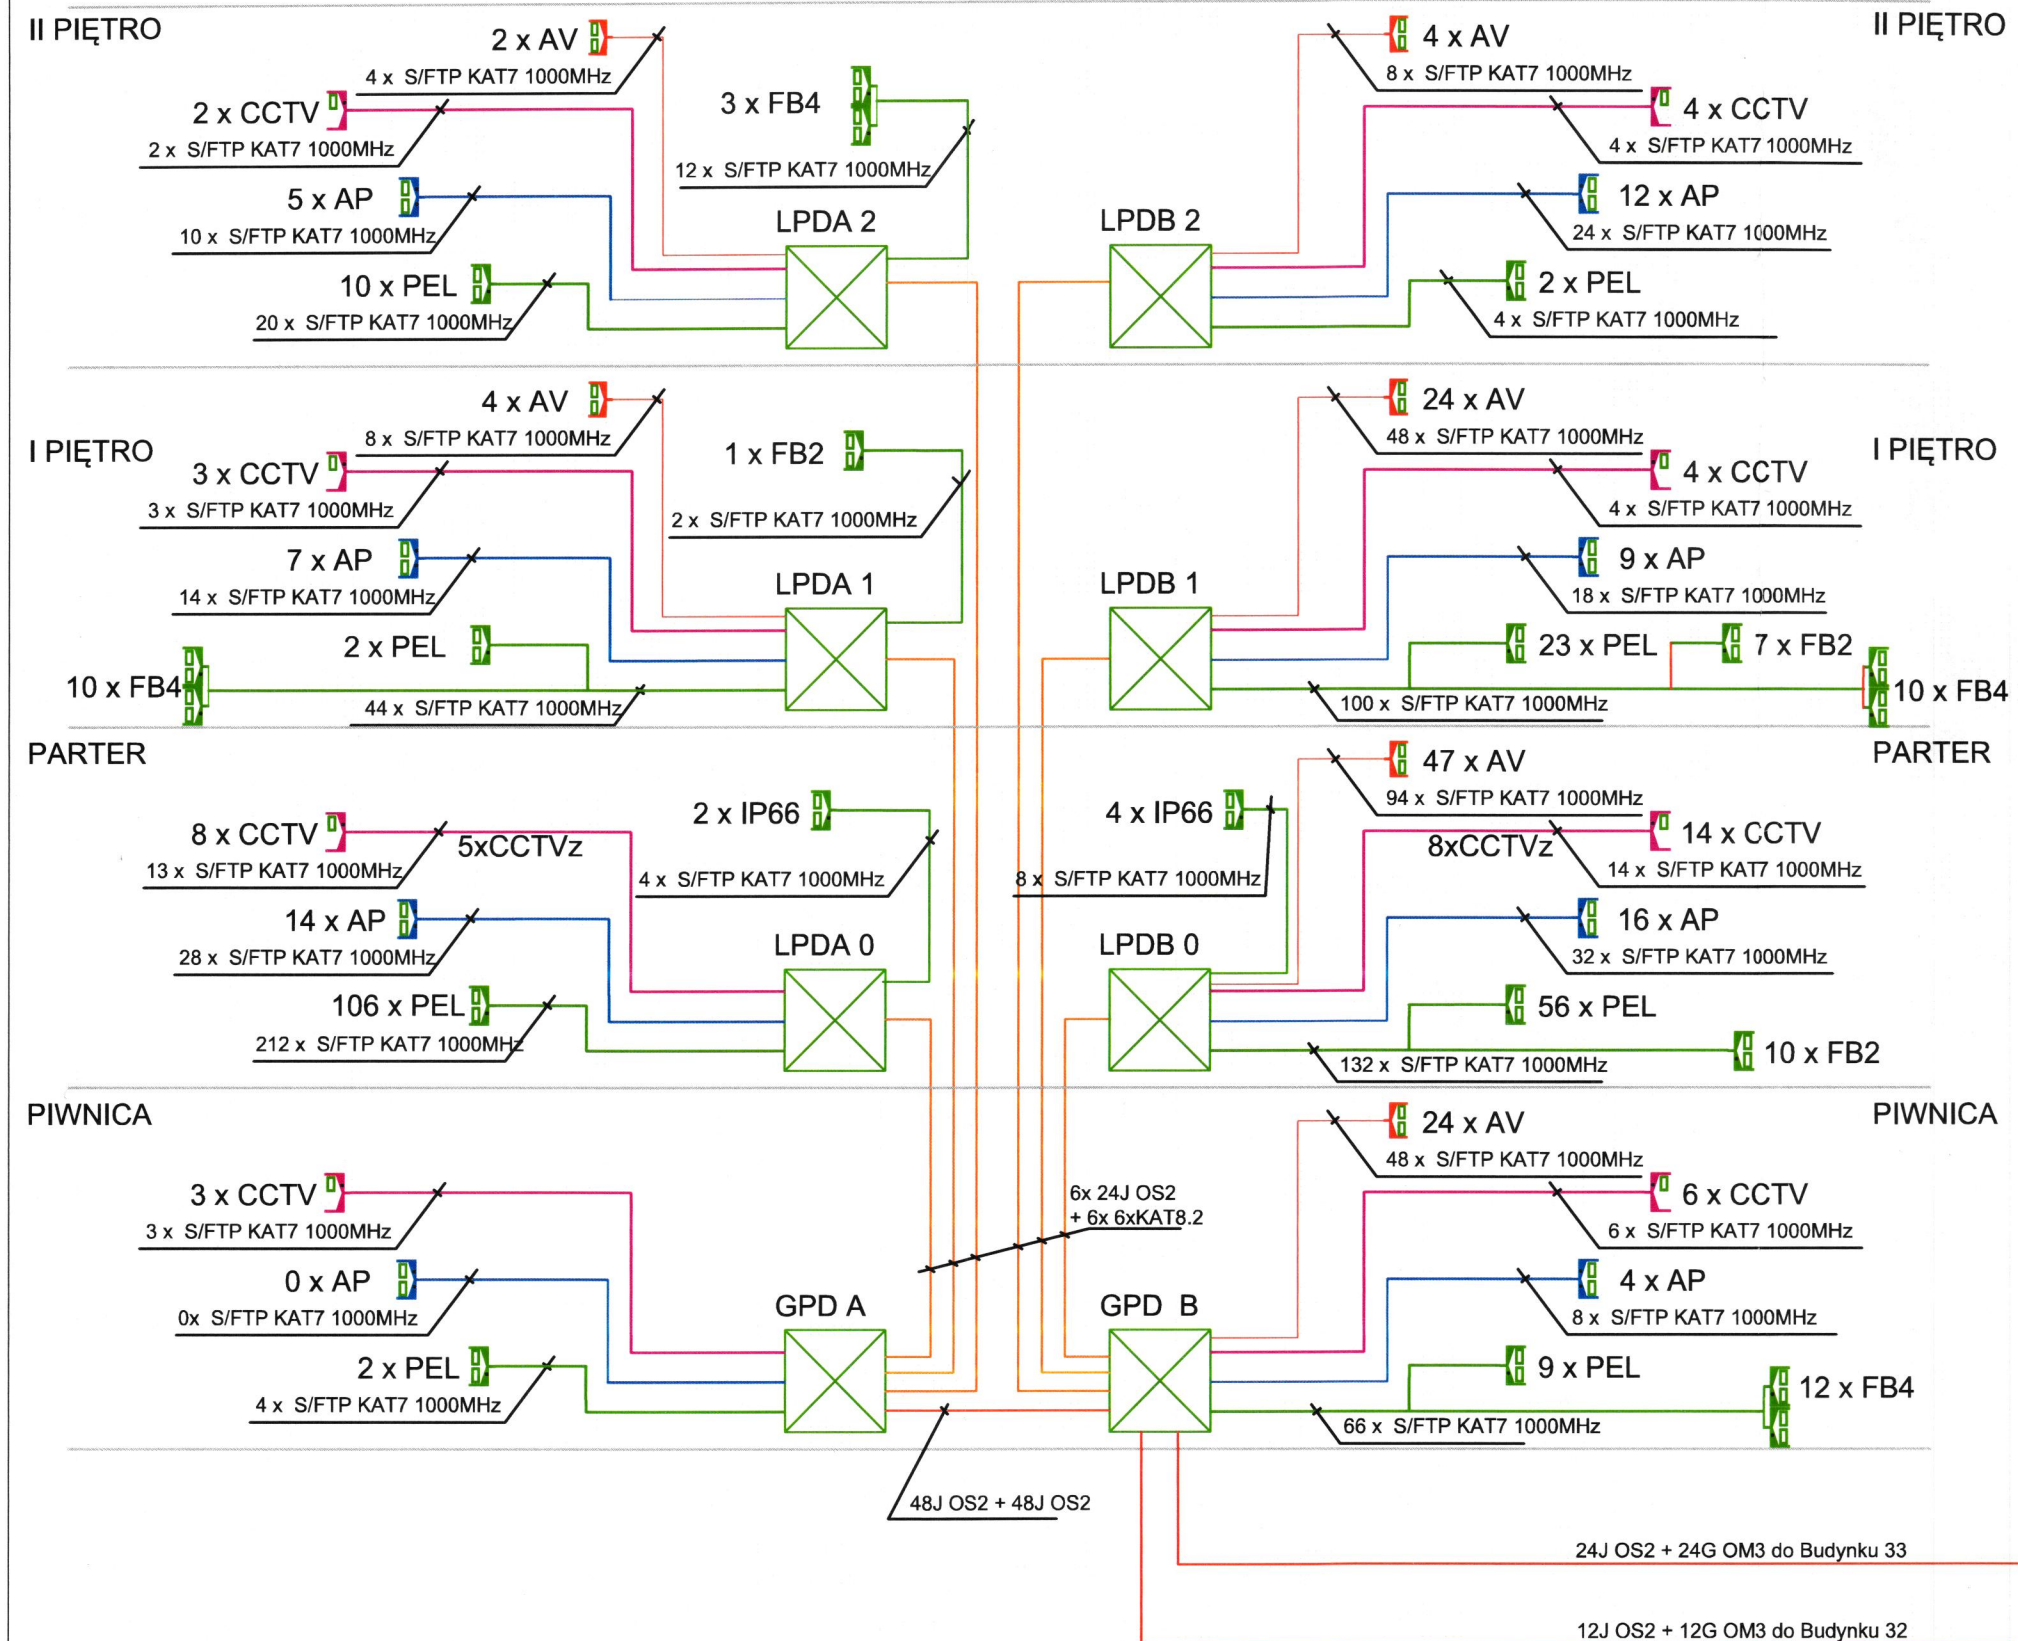 II PIĘTRO
2 x AV
4 x S/FTP KAT7 1000MHz
2 x CCTV
2 x S/FTP KAT7 1000MHz
3 x FB4
12 x S/FTP KAT7 1000MHz
5 x AP
10 x S/FTP KAT7 1000MHz
LPDA 2
10 x PEL
20 x S/FTP KAT7 1000MHz
II PIĘTRO
4 x AV
8 x S/FTP KAT7 1000MHz
4 x CCTV
4 x S/FTP KAT7 1000MHz
12 x AP
24 x S/FTP KAT7 1000MHz
LPDB 2
2 x PEL
4 x S/FTP KAT7 1000MHz
I PIĘTRO
4 x AV
8 x S/FTP KAT7 1000MHz
3 x CCTV
3 x S/FTP KAT7 1000MHz
1 x FB2
2 x S/FTP KAT7 1000MHz
7 x AP
14 x S/FTP KAT7 1000MHz
LPDA 1
2 x PEL
10 x FB4
44 x S/FTP KAT7 1000MHz
I PIĘTRO
24 x AV
48 x S/FTP KAT7 1000MHz
4 x CCTV
4 x S/FTP KAT7 1000MHz
9 x AP
18 x S/FTP KAT7 1000MHz
LPDB 1
23 x PEL
7 x FB2
10 x FB4
100 x S/FTP KAT7 1000MHz
PARTER
8 x CCTV
5xCCTVz
13 x S/FTP KAT7 1000MHz
2 x IP66
4 x S/FTP KAT7 1000MHz
14 x AP
28 x S/FTP KAT7 1000MHz
LPDA 0
106 x PEL
212 x S/FTP KAT7 1000MHz
PARTER
47 x AV
94 x S/FTP KAT7 1000MHz
4 x IP66
8 x S/FTP KAT7 1000MHz
14 x CCTV
8xCCTVz
14 x S/FTP KAT7 1000MHz
16 x AP
32 x S/FTP KAT7 1000MHz
LPDB 0
56 x PEL
10 x FB2
132 x S/FTP KAT7 1000MHz
PIWNICA
3 x CCTV
3 x S/FTP KAT7 1000MHz
0 x AP
0x S/FTP KAT7 1000MHz
GPD A
2 x PEL
4 x S/FTP KAT7 1000MHz
6x 24J OS2
+ 6x 6xKAT8.2
PIWNICA
24 x AV
48 x S/FTP KAT7 1000MHz
6 x CCTV
6 x S/FTP KAT7 1000MHz
4 x AP
8 x S/FTP KAT7 1000MHz
GPD B
9 x PEL
12 x FB4
66 x S/FTP KAT7 1000MHz
48J OS2 + 48J OS2
24J OS2 + 24G OM3 do Budynku 33
12J OS2 + 12G OM3 do Budynku 32